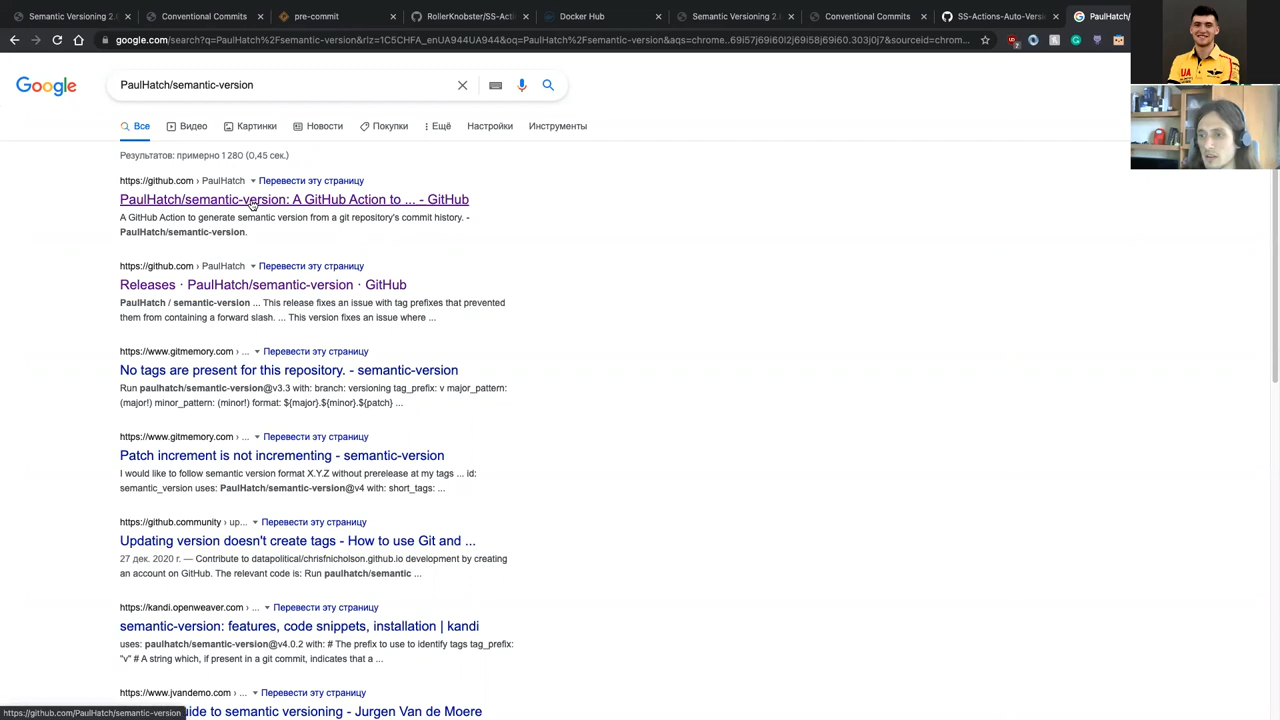 Semantic Versioning 2.
Conventional Commits
pre-commit
RollerKnobster/SS-Act
Docker Hub
Semantic Versioning 2.
Conventional Commits
SS-Actions-Auto-Versi
PaulHatch/
google.com/search?q=PaulHatch%2Fsemantic-version&rlz=1C5CHFA_enUA944UA944&oq=PaulHatch%2Fsemantic-version&aqs=chrome..69i57j69i60l2j69i58j69i60.303j0j7&sourceid=chrom...
Google
PaulHatch/semantic-version
Все
Видео
Картинки
Новости
Покупки
Ещё
Настройки
Инструменты
Результатов: примерно 1 280 (0,45 сек.)
https://github.com › PaulHatch Перевести эту страницу
PaulHatch/semantic-version: A GitHub Action to ... - GitHub
A GitHub Action to generate semantic version from a git repository's commit history. -
PaulHatch/semantic-version.
https://github.com › PaulHatch Перевести эту страницу
Releases · PaulHatch/semantic-version · GitHub
PaulHatch / semantic-version ... This release fixes an issue with tag prefixes that prevented
them from containing a forward slash. ... This version fixes an issue where ...
https://www.gitmemory.com › ... Перевести эту страницу
No tags are present for this repository. - semantic-version
Run paulhatch/semantic-version@v3.3 with: branch: versioning tag_prefix: v major_pattern:
(major!) minor_pattern: (minor!) format: ${major}.${minor}.${patch} ...
https://www.gitmemory.com › ... Перевести эту страницу
Patch increment is not incrementing - semantic-version
I would like to follow semantic version format X.Y.Z without prerelease at my tags ... id:
semantic_version uses: PaulHatch/semantic-version@v4 with: short_tags: ...
https://github.community › up... Перевести эту страницу
Updating version doesn't create tags - How to use Git and ...
27 дек. 2020 г. — Contribute to datapolitical/chrisfnicholson.github.io development by creating
an account on GitHub. The relevant code is: Run paulhatch/semantic ...
https://kandi.openweaver.com › ... Перевести эту страницу
semantic-version: features, code snippets, installation | kandi
uses: paulhatch/semantic-version@v4.0.2 with: # The prefix to use to identify tags tag_prefix:
"v" # A string which, if present in a git commit, indicates that a ...
https://www.jvandemo.com › ... Перевести эту страницу
uide to semantic versioning - Jurgen Van de Moere
https://github.com/PaulHatch/semantic-version
UA